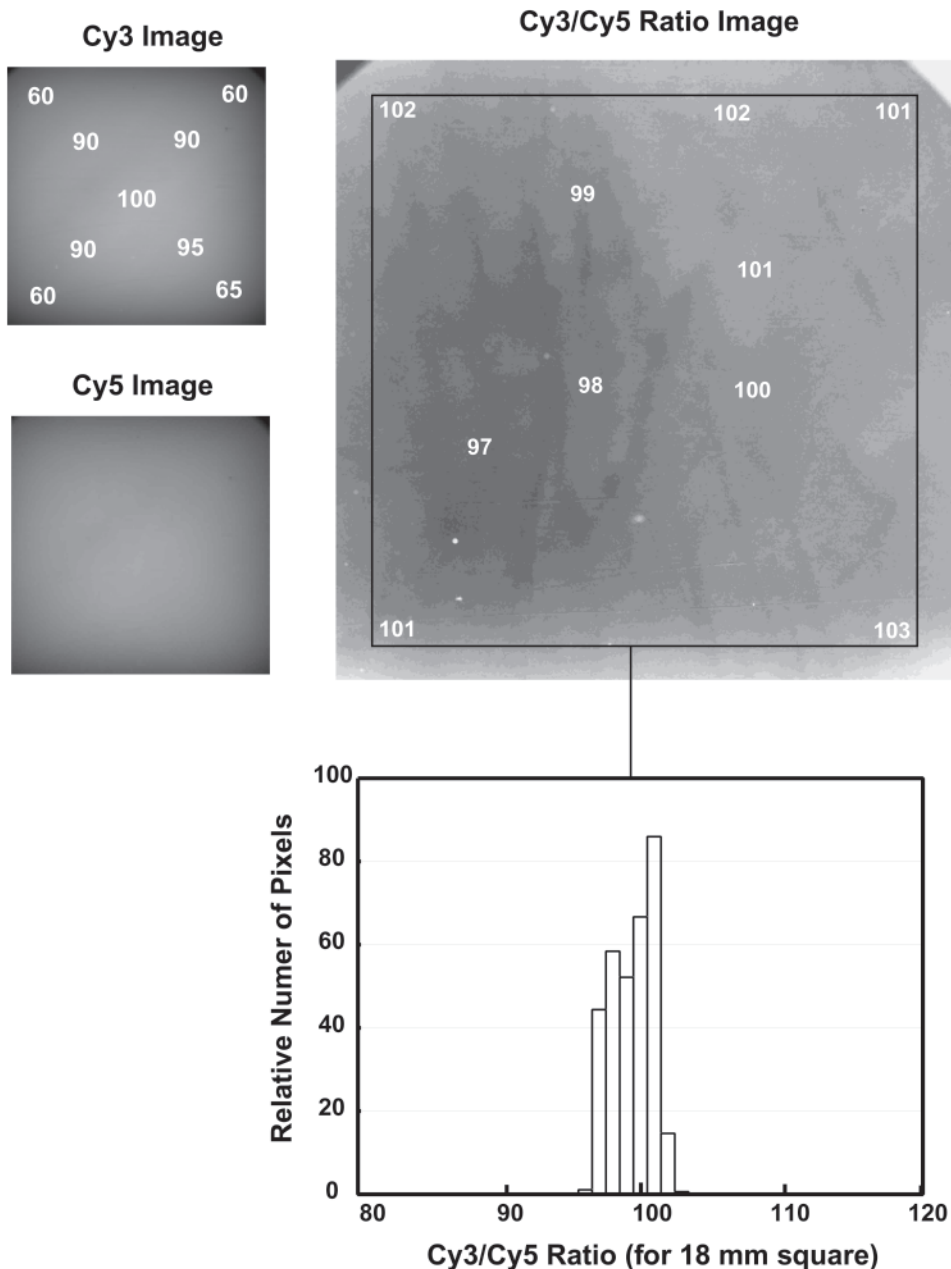 Cy3 Image
60 60
90 90
100
90 95
60 65
Cy5 Image
Cy3/Cy5 Ratio Image
102 102 101
99
101
98 100
97
101 103
100
80
60
40
20
0
Relative Numer of Pixels
80 90 100 110 120
Cy3/Cy5 Ratio (for 18 mm square)